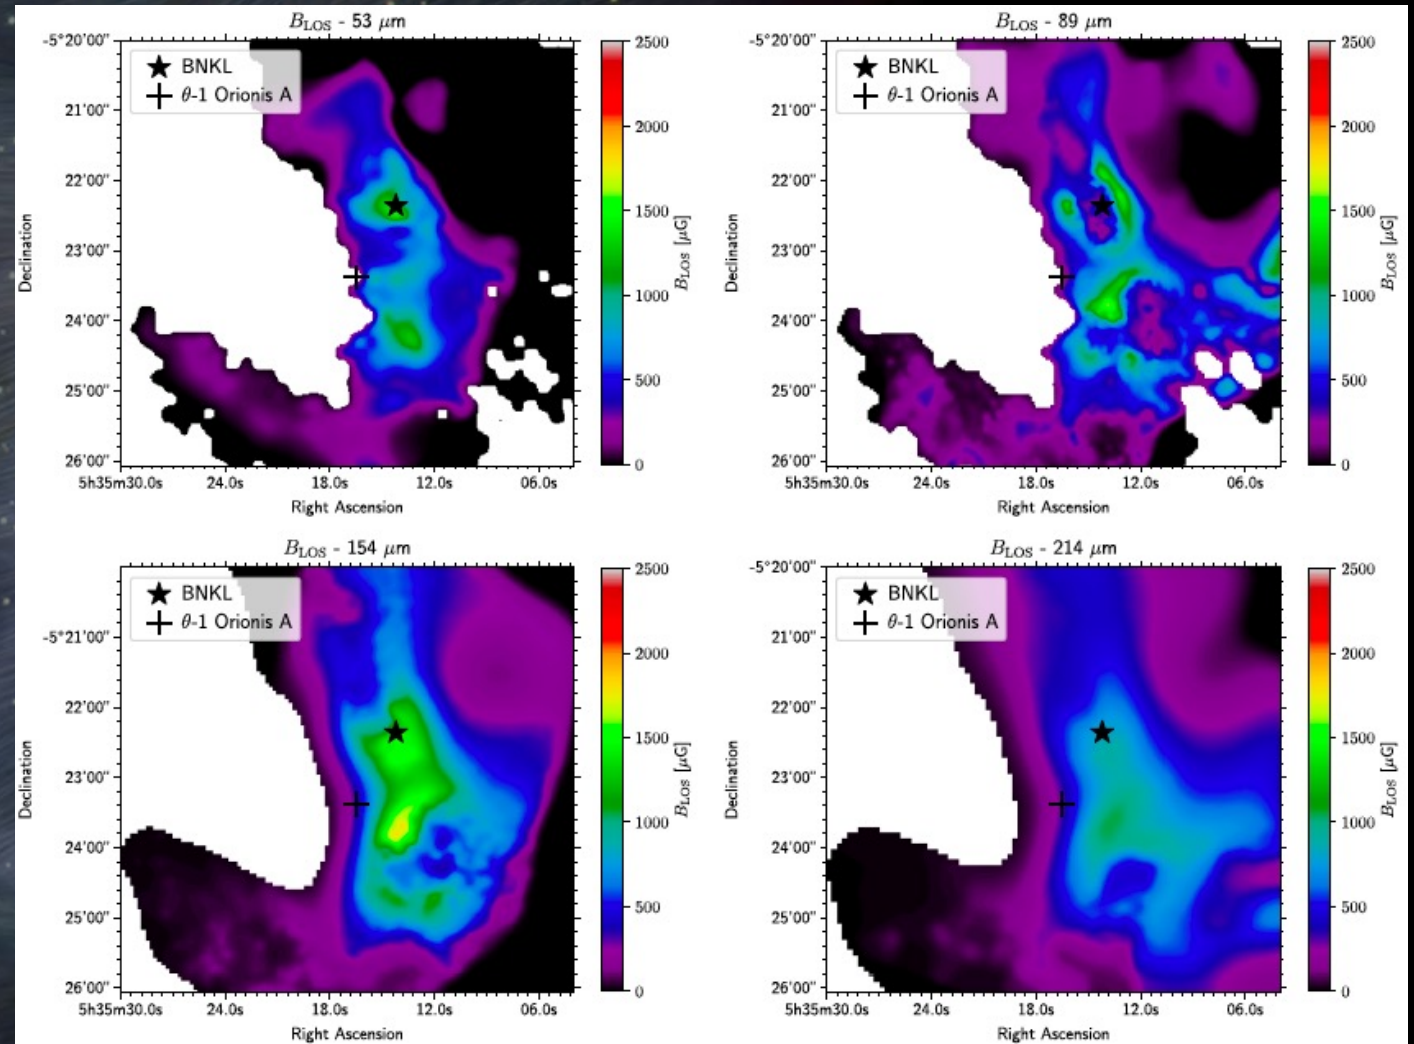 B_LOS - 53 μm
-5°20'00"
21'00"
22'00"
23'00"
24'00"
25'00"
26'00"
Declination
★ BNKL
+ θ-1 Orionis A
5h35m30.0s 24.0s 18.0s 12.0s 06.0s
Right Ascension
2500
2000
1500
1000
500
0
B_LOS [μG]
B_LOS - 89 μm
-5°20'00"
21'00"
22'00"
23'00"
24'00"
25'00"
26'00"
Declination
★ BNKL
+ θ-1 Orionis A
5h35m30.0s 24.0s 18.0s 12.0s 06.0s
Right Ascension
2500
2000
1500
1000
500
0
B_LOS [μG]
B_LOS - 154 μm
-5°21'00"
22'00"
23'00"
24'00"
25'00"
26'00"
Declination
★ BNKL
+ θ-1 Orionis A
5h35m30.0s 24.0s 18.0s 12.0s 06.0s
Right Ascension
2500
2000
1500
1000
500
0
B_LOS [μG]
B_LOS - 214 μm
-5°20'00"
21'00"
22'00"
23'00"
24'00"
25'00"
26'00"
Declination
★ BNKL
+ θ-1 Orionis A
5h35m30.0s 24.0s 18.0s 12.0s 06.0s
Right Ascension
2500
2000
1500
1000
500
0
B_LOS [μG]